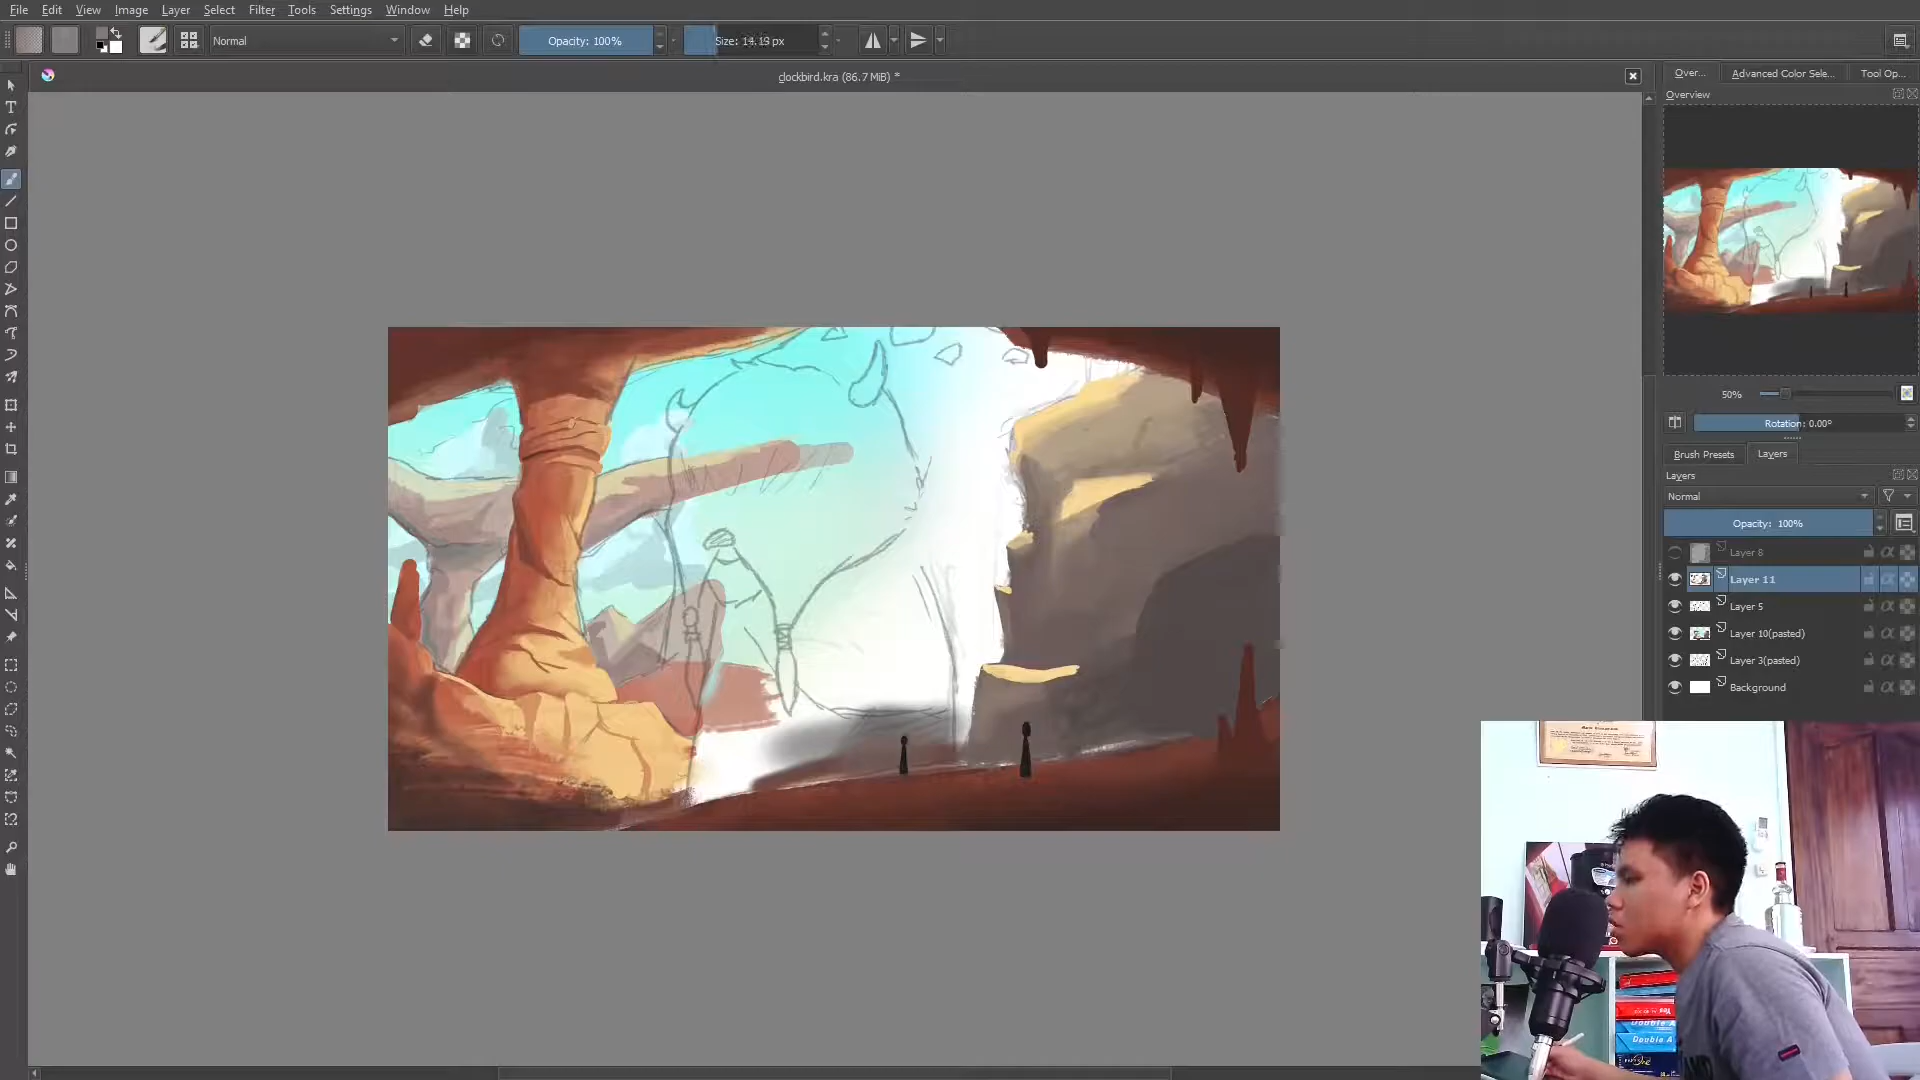 File Edit View Image Layer Select Filter Tools Settings Window Help
Normal
Opacity: 100%
Size: 14.19 px
clockbird.kra (86.7 MiB) *
Over...
Advanced Color Sele...
Tool Op...
Overview
50%
Rotation: 0.00°
Brush Presets
Layers
Layers
Normal
Opacity: 100%
Layer 8
Layer 11
Layer 5
Layer 10(pasted)
Layer 3(pasted)
Background
Double A
Double A